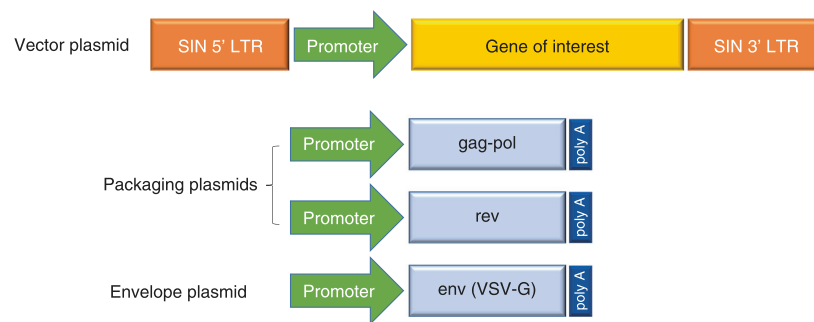 Vector plasmid SIN 5' LTR Promoter Gene of interest SIN 3' LTR
Promoter gag-pol poly A
Packaging plasmids
Promoter rev poly A
Envelope plasmid Promoter env (VSV-G) poly A